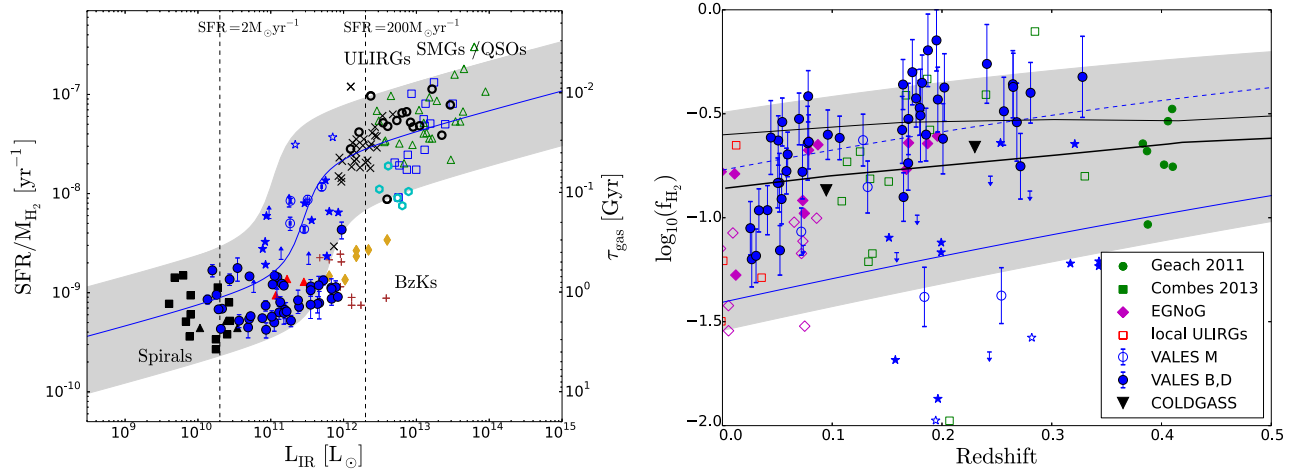 SFR = 2M⊙yr⁻¹
SFR = 200M⊙yr⁻¹
SMGs /QSOs
ULIRGs
BzKs
Spirals
10⁻⁷
10⁻⁸
10⁻⁹
10⁻¹⁰
SFR/M_H₂ [yr⁻¹]
10⁻²
10⁻¹
10⁰
10¹
τ_gas [Gyr]
10⁹
10¹⁰
10¹¹
10¹²
10¹³
10¹⁴
10¹⁵
L_IR [L⊙]
−0.0
−0.5
−1.0
−1.5
−2.0
log₁₀(f_H₂)
Geach 2011
Combes 2013
EGNoG
local ULIRGs
VALES M
VALES B,D
COLDGASS
0.0
0.1
0.2
0.3
0.4
0.5
Redshift